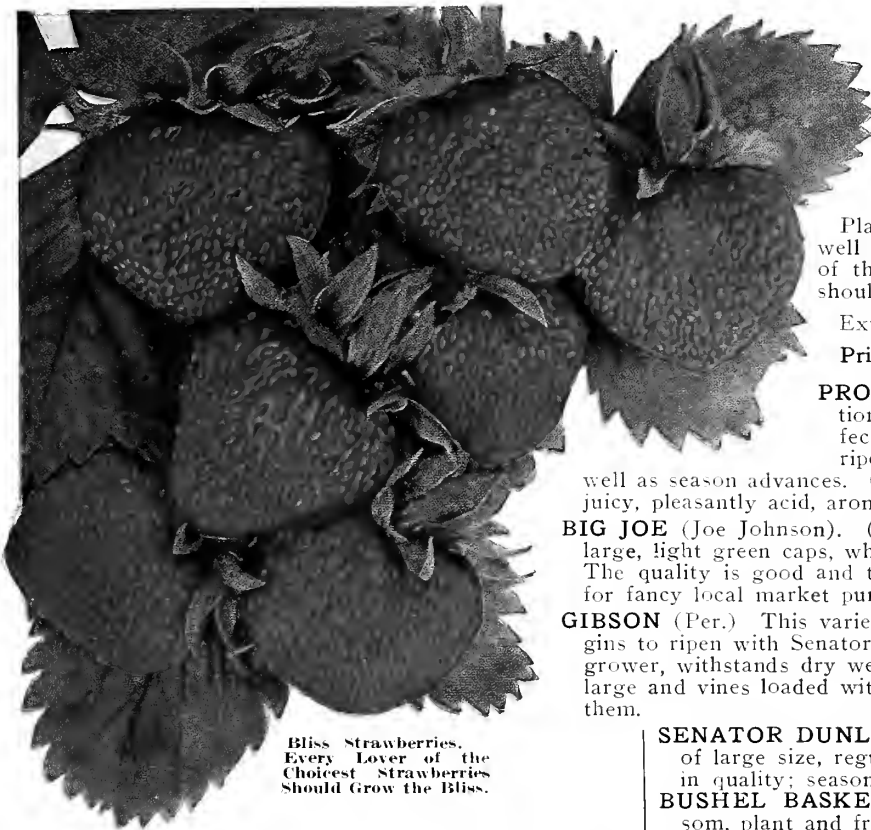 Pla
well
of th
shoul
Ex
Pri
PRO
tion
fec
rip
well as season advances.
juicy, pleasantly acid, aron
BIG JOE (Joe Johnson). (
large, light green caps, wh
The quality is good and t
for fancy local market pur
GIBSON (Per.) This varie
gins to ripen with Senator
grower, withstands dry we
large and vines loaded wit
them.
Bliss Strawberries.
Every Lover of the
Choicest Strawberries
Should Grow the Bliss.
SENATOR DUNL
of large size, reg
in quality; season
BUSHEL BASKE
som, plant and fr